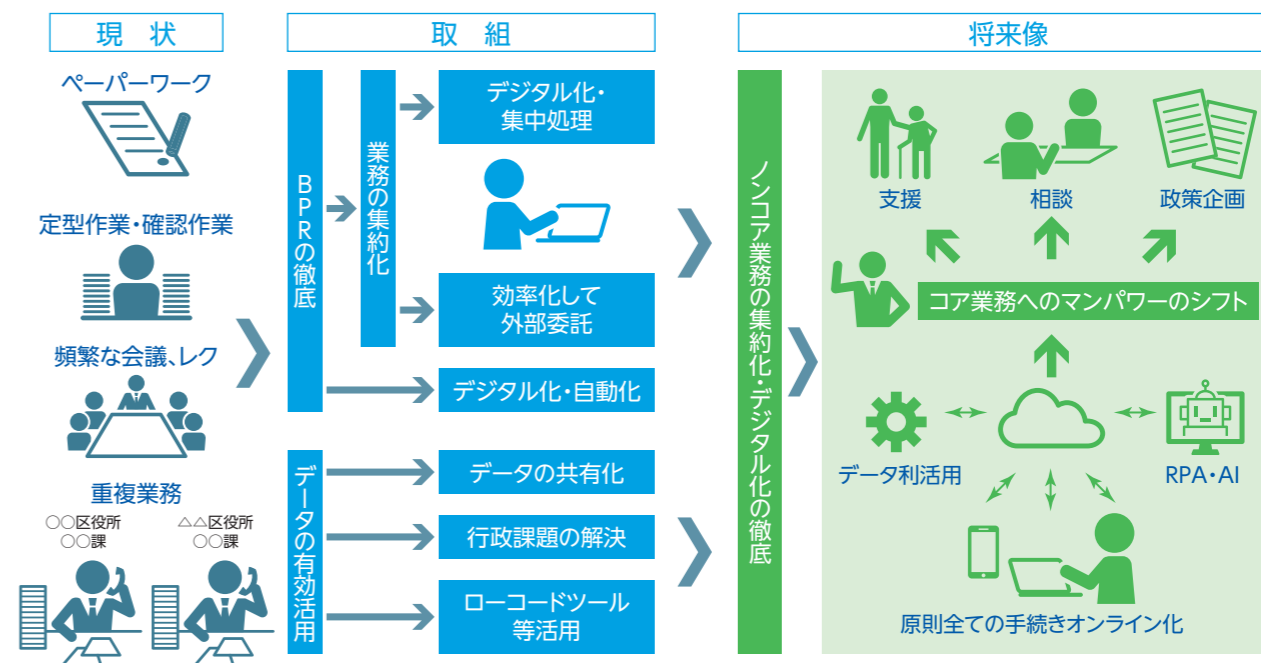 現 状
ペーパーワーク
定型作業・確認作業
頻繁な会議、レク
重複業務
○○区役所
○○課
△△区役所
○○課
取 組
BPRの徹底
業務の集約化
デジタル化・
集中処理
効率化して
外部委託
デジタル化・自動化
データの有効活用
データの共有化
行政課題の解決
ローコードツール
等活用
将来像
ノンコア業務の集約化・デジタル化の徹底
支援
相談
政策企画
コア業務へのマンパワーのシフト
データ利活用
RPA・AI
原則全ての手続きオンライン化